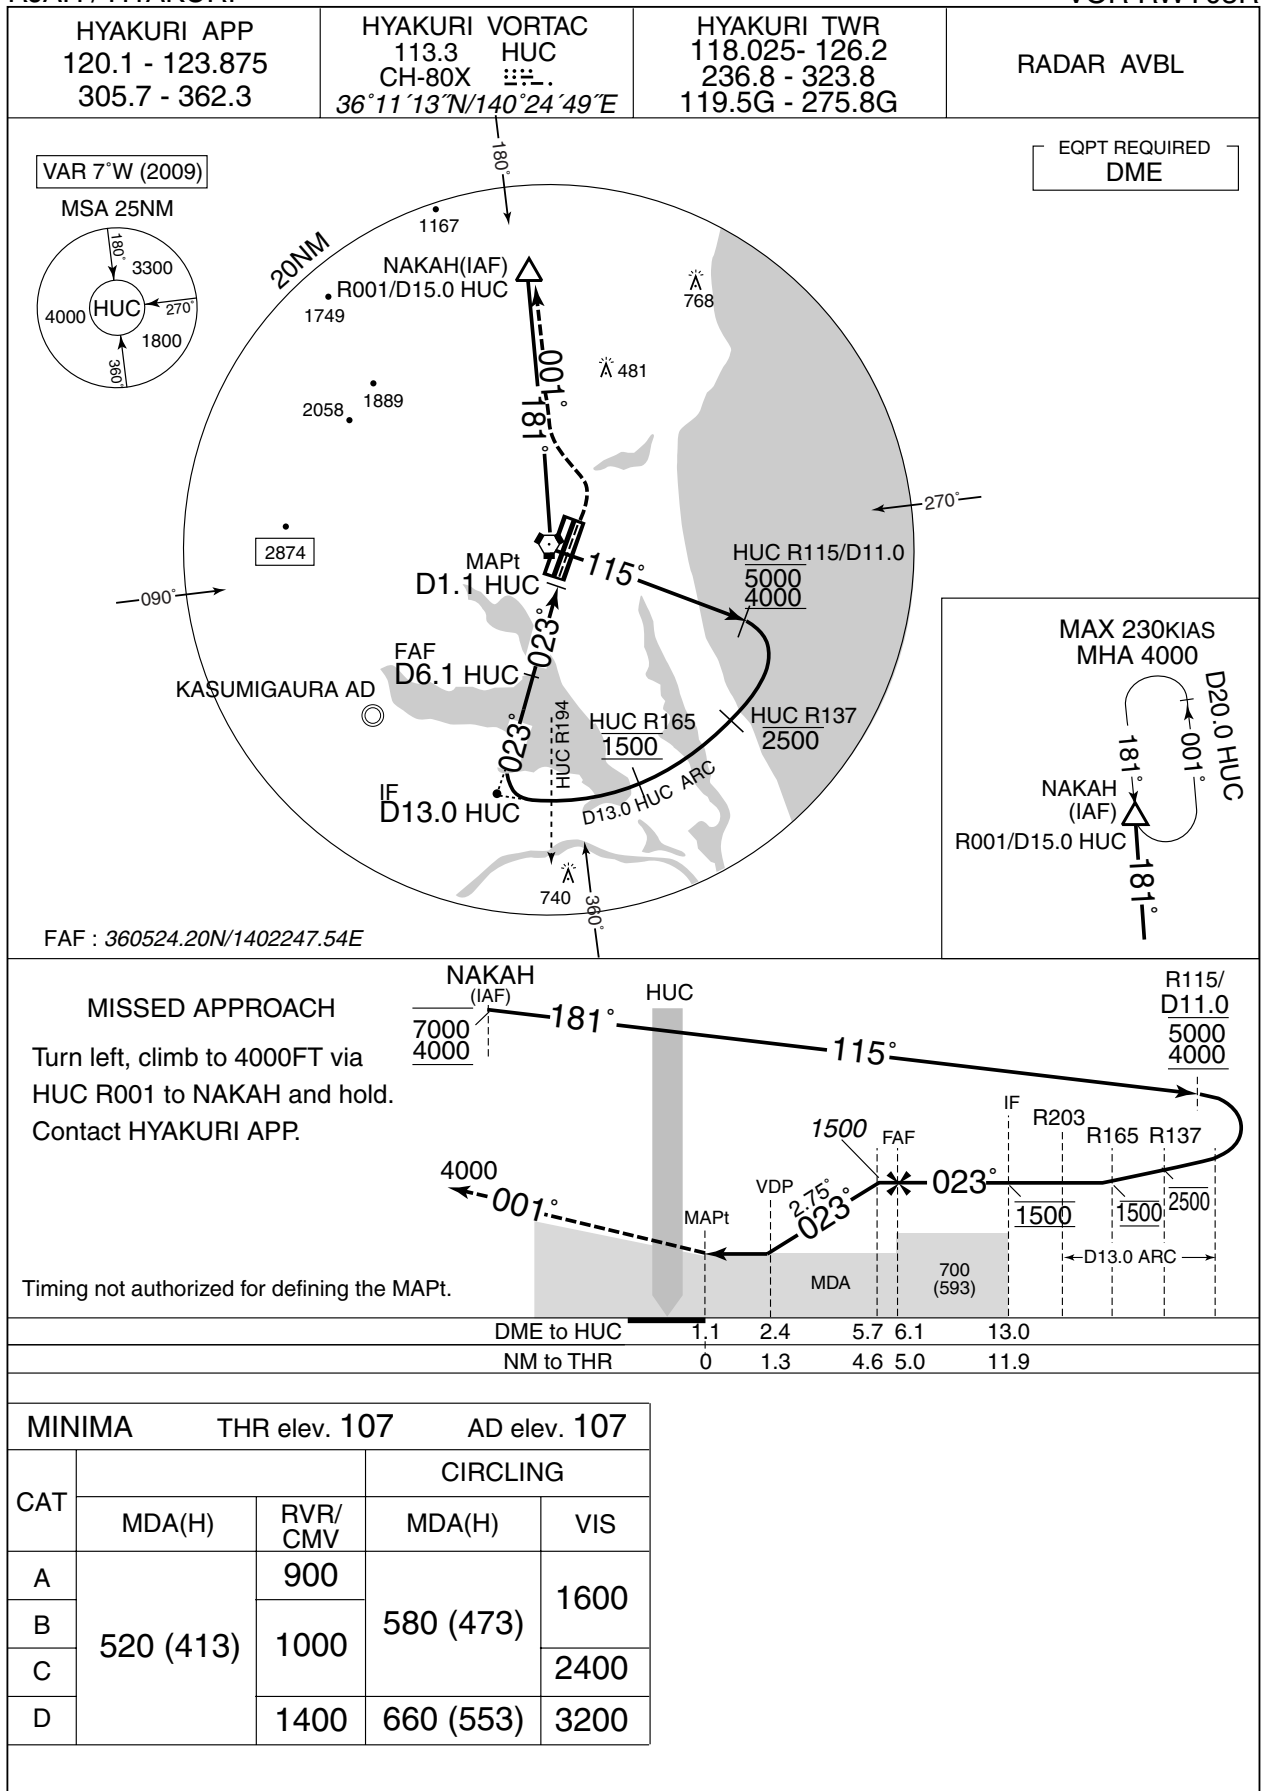 HYAKURI APP
120.1 - 123.875
305.7 - 362.3
HYAKURI VORTAC
113.3 HUC
CH-80X
36°11´13˝N/140°24´49˝E
HYAKURI TWR
118.025- 126.2
236.8 - 323.8
119.5G - 275.8G
RADAR AVBL
VAR 7°W (2009)
MSA 25NM
180°
3300
4000
HUC
270°
1800
360°
EQPT REQUIRED
DME
180°
20NM
1167
NAKAH(IAF)
R001/D15.0 HUC
768
1749
001°
181°
481
2058
1889
270°
2874
MAPt
D1.1 HUC
115°
HUC R115/D11.0
5000
4000
090°
023°
FAF
D6.1 HUC
KASUMIGAURA AD
HUC R194
HUC R165
1500
HUC R137
2500
023°
IF
D13.0 HUC
D13.0 HUC ARC
740
360°
MAX 230KIAS
MHA 4000
D20.0 HUC
181°
001°
NAKAH
(IAF)
R001/D15.0 HUC
181°
FAF : 360524.20N/1402247.54E
MISSED APPROACH
Turn left, climb to 4000FT via
HUC R001 to NAKAH and hold.
Contact HYAKURI APP.
NAKAH
(IAF)
7000
4000
181°
HUC
115°
R115/
D11.0
5000
4000
IF
R203
R165
R137
1500
FAF
4000
001°
VDP
2.75°
023°
023°
MAPt
1500
1500
2500
D13.0 ARC
MDA
700
(593)
Timing not authorized for defining the MAPt.
DME to HUC 1.1 2.4 5.7 6.1 13.0
NM to THR 0 1.3 4.6 5.0 11.9
MINIMA THR elev. 107 AD elev. 107
CAT
CIRCLING
MDA(H)
RVR/
CMV
MDA(H)
VIS
A
900
1600
B
520 (413)
1000
580 (473)
C
2400
D
1400
660 (553)
3200